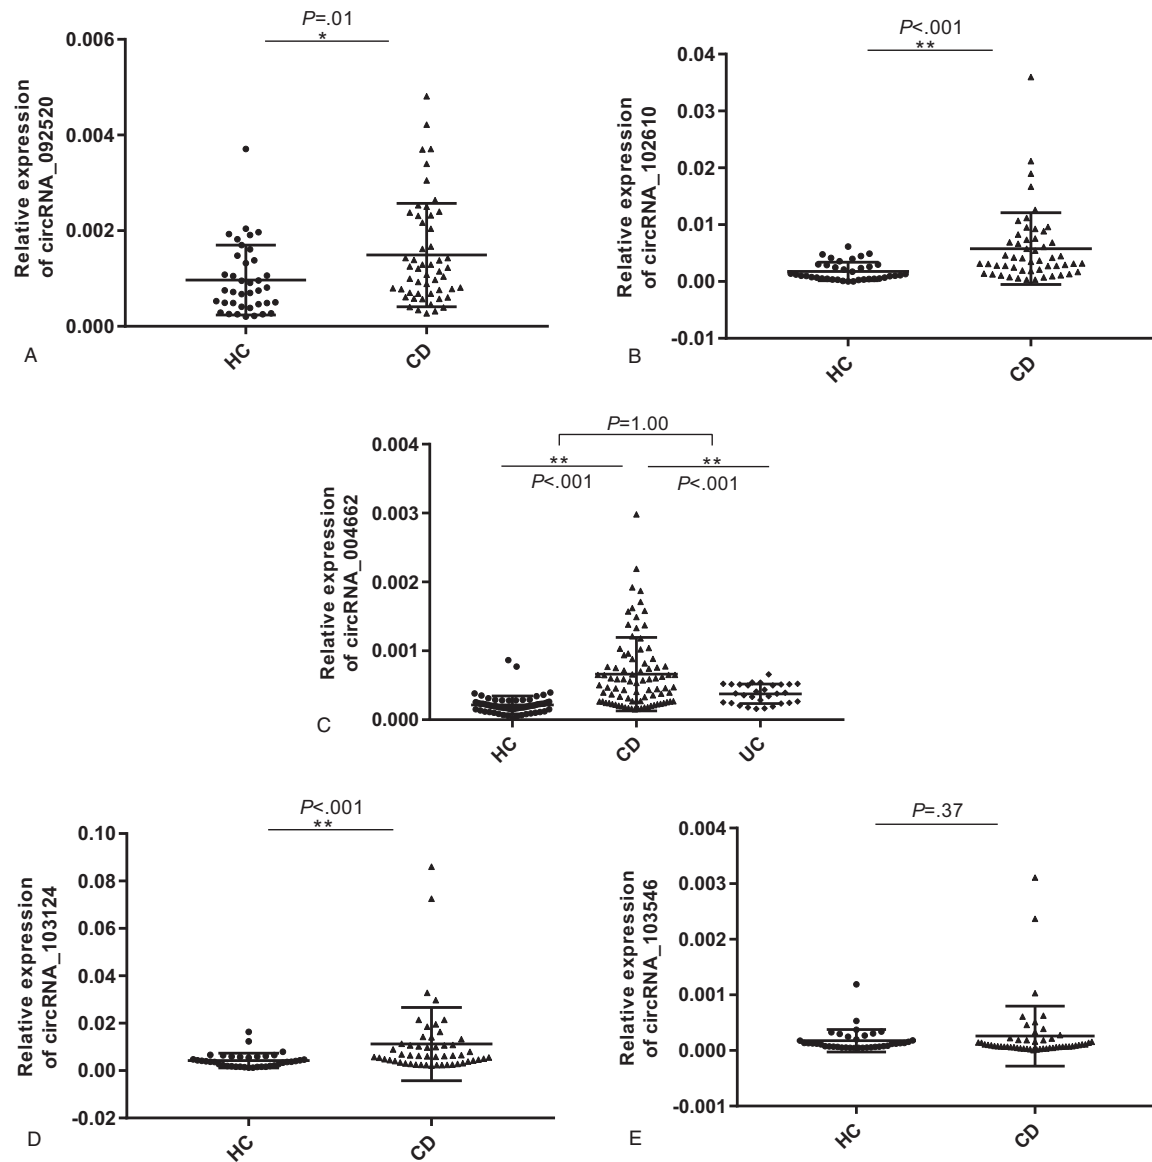 P=.01
*
0.006
0.004
0.002
0.000
Relative expression
of circRNA_092520
HC
CD
A
P<.001
**
0.04
0.03
0.02
0.01
0.00
-0.01
Relative expression
of circRNA_102610
HC
CD
B
P=1.00
**
P<.001
**
P<.001
0.004
0.003
0.002
0.001
0.000
Relative expression
of circRNA_004662
HC
CD
UC
C
P<.001
**
0.10
0.08
0.06
0.04
0.02
0.00
-0.02
Relative expression
of circRNA_103124
HC
CD
D
P=.37
0.004
0.003
0.002
0.001
0.000
-0.001
Relative expression
of circRNA_103546
HC
CD
E